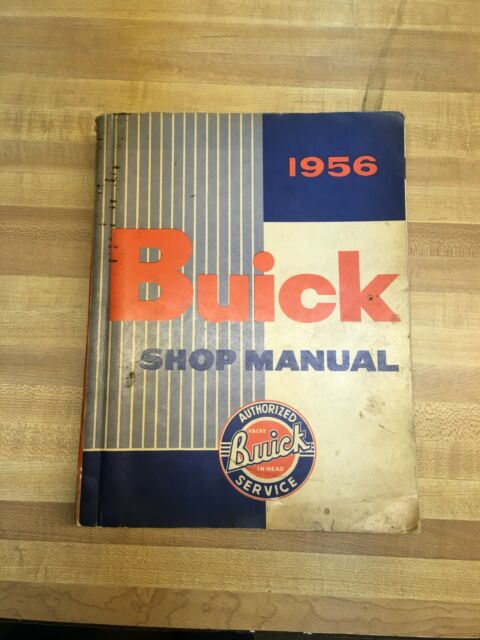 1956
Buick
SHOP MANUAL
AUTHORIZED
VALVE
Buick
IN HEAD
SERVICE